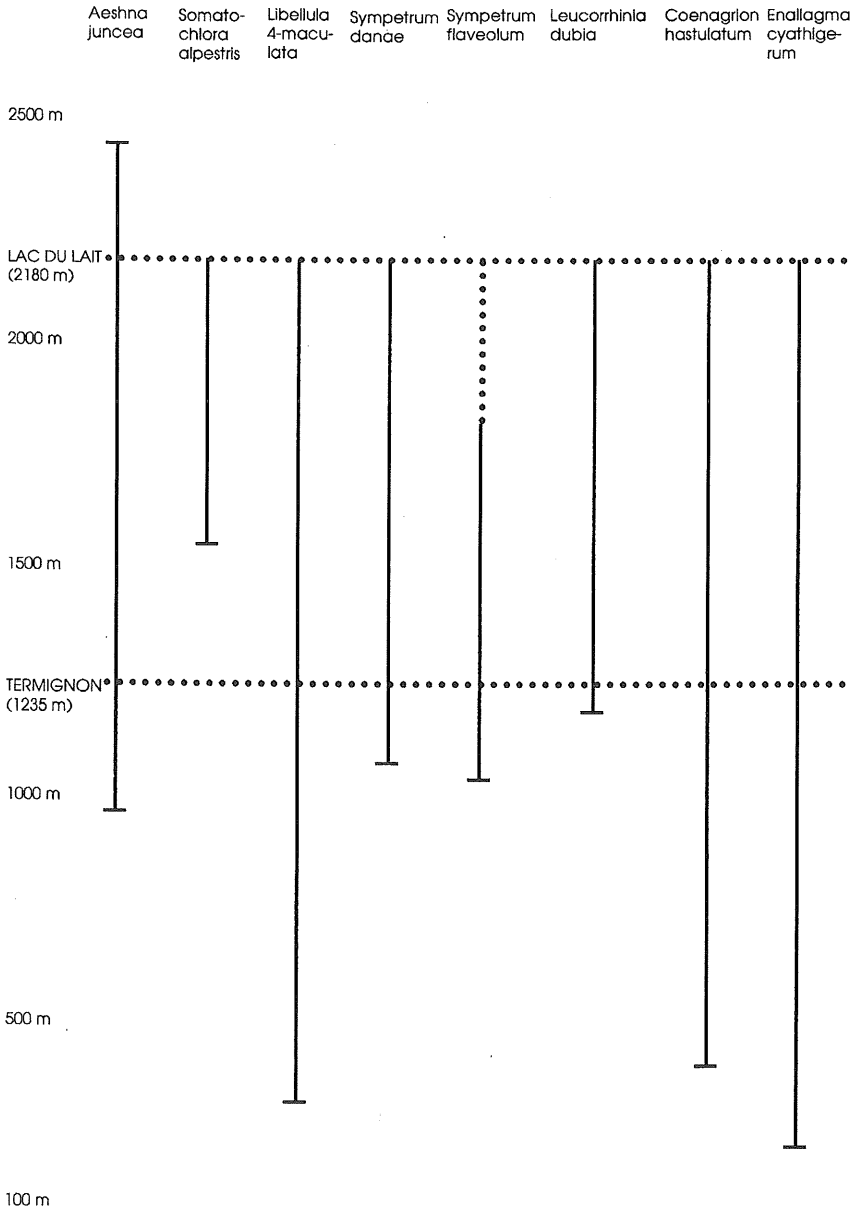 Aeshna
juncea
Somato-
chlora
alpestris
Libellula
4-macu-
lata
Sympetrum
danae
Sympetrum
flaveolum
Leucorrhinia
dubia
Coenagrion
hastulatum
Enallagma
cyathige-
rum
2500 m
LAC DU LAIT
(2180 m)
2000 m
1500 m
TERMIGNON
(1235 m)
1000 m
500 m
100 m